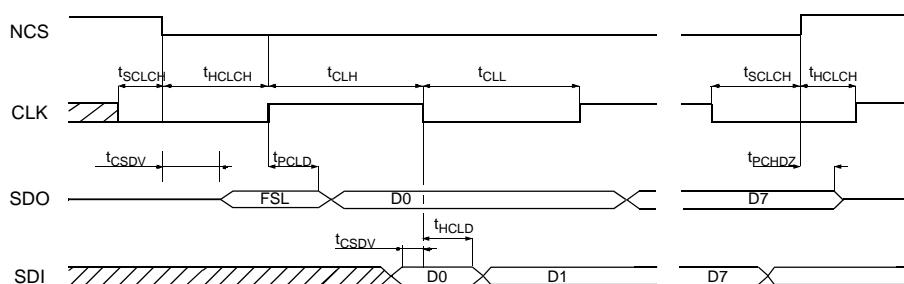 NCS
tSCLCH tHCLCH tCLH tCLL tSCLCH tHCLCH
CLK
tCSDV tPCLD tPCHDZ
SDO FSL D0 D7
tCSDV tHCLD
SDI D0 D1 D7